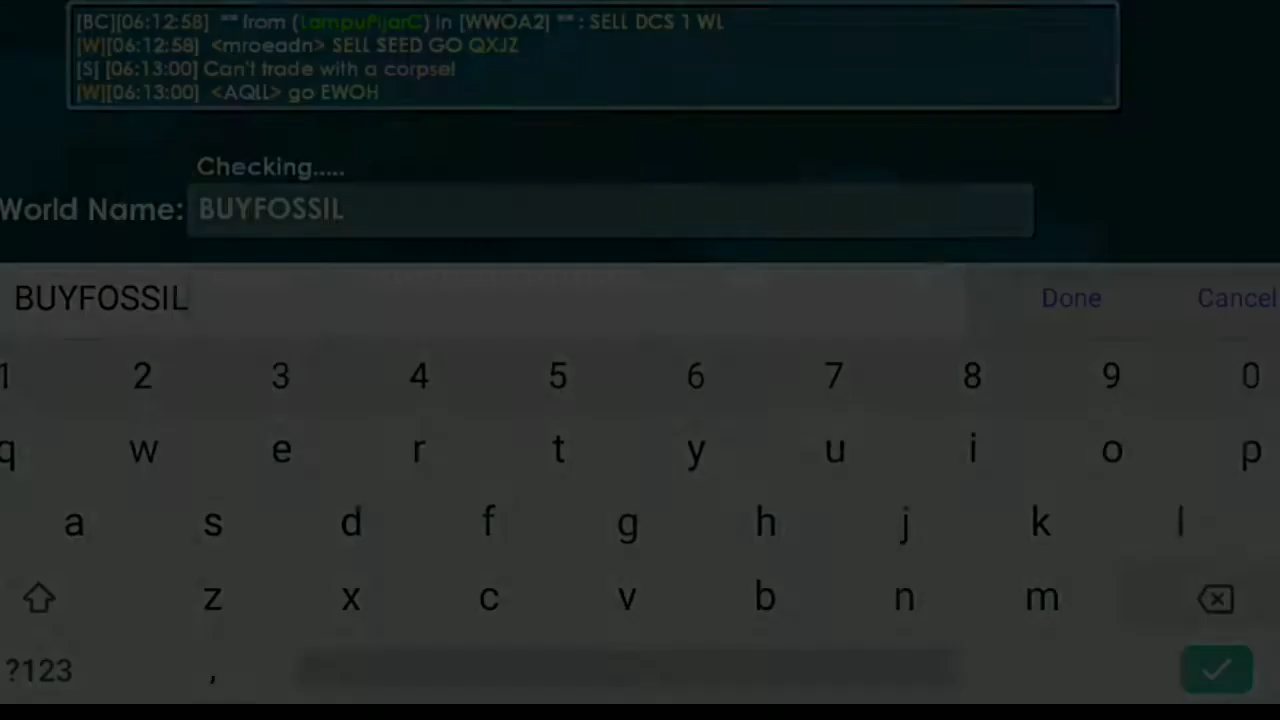 [BC][06:12:58] ** from (LampuPijarC) in [WWOA2] ** : SELL DCS 1 WL
[W][06:12:58] <mroeadn> SELL SEED GO QXJZ
[S] [06:13:00] Can't trade with a corpse!
[W][06:13:00] <AQLL> go EWOH
Checking.....
World Name: BUYFOSSIL
BUYFOSSIL Done Cancel
1 2 3 4 5 6 7 8 9 0
q w e r t y u i o p
a s d f g h j k l
z x c v b n m
?123 ,